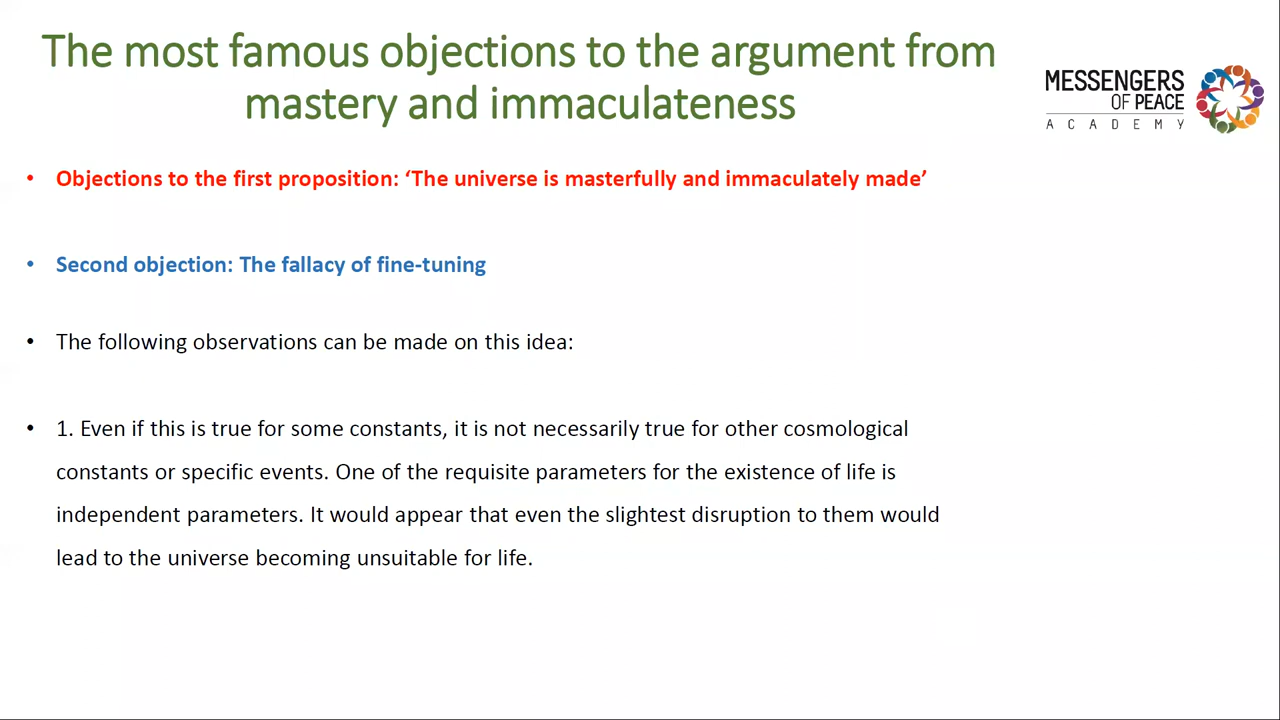 The most famous objections to the argument from
mastery and immaculateness
MESSENGERS
OF PEACE
ACADEMY
• Objections to the first proposition: ‘The universe is masterfully and immaculately made’
• Second objection: The fallacy of fine-tuning
• The following observations can be made on this idea:
• 1. Even if this is true for some constants, it is not necessarily true for other cosmological
constants or specific events. One of the requisite parameters for the existence of life is
independent parameters. It would appear that even the slightest disruption to them would
lead to the universe becoming unsuitable for life.